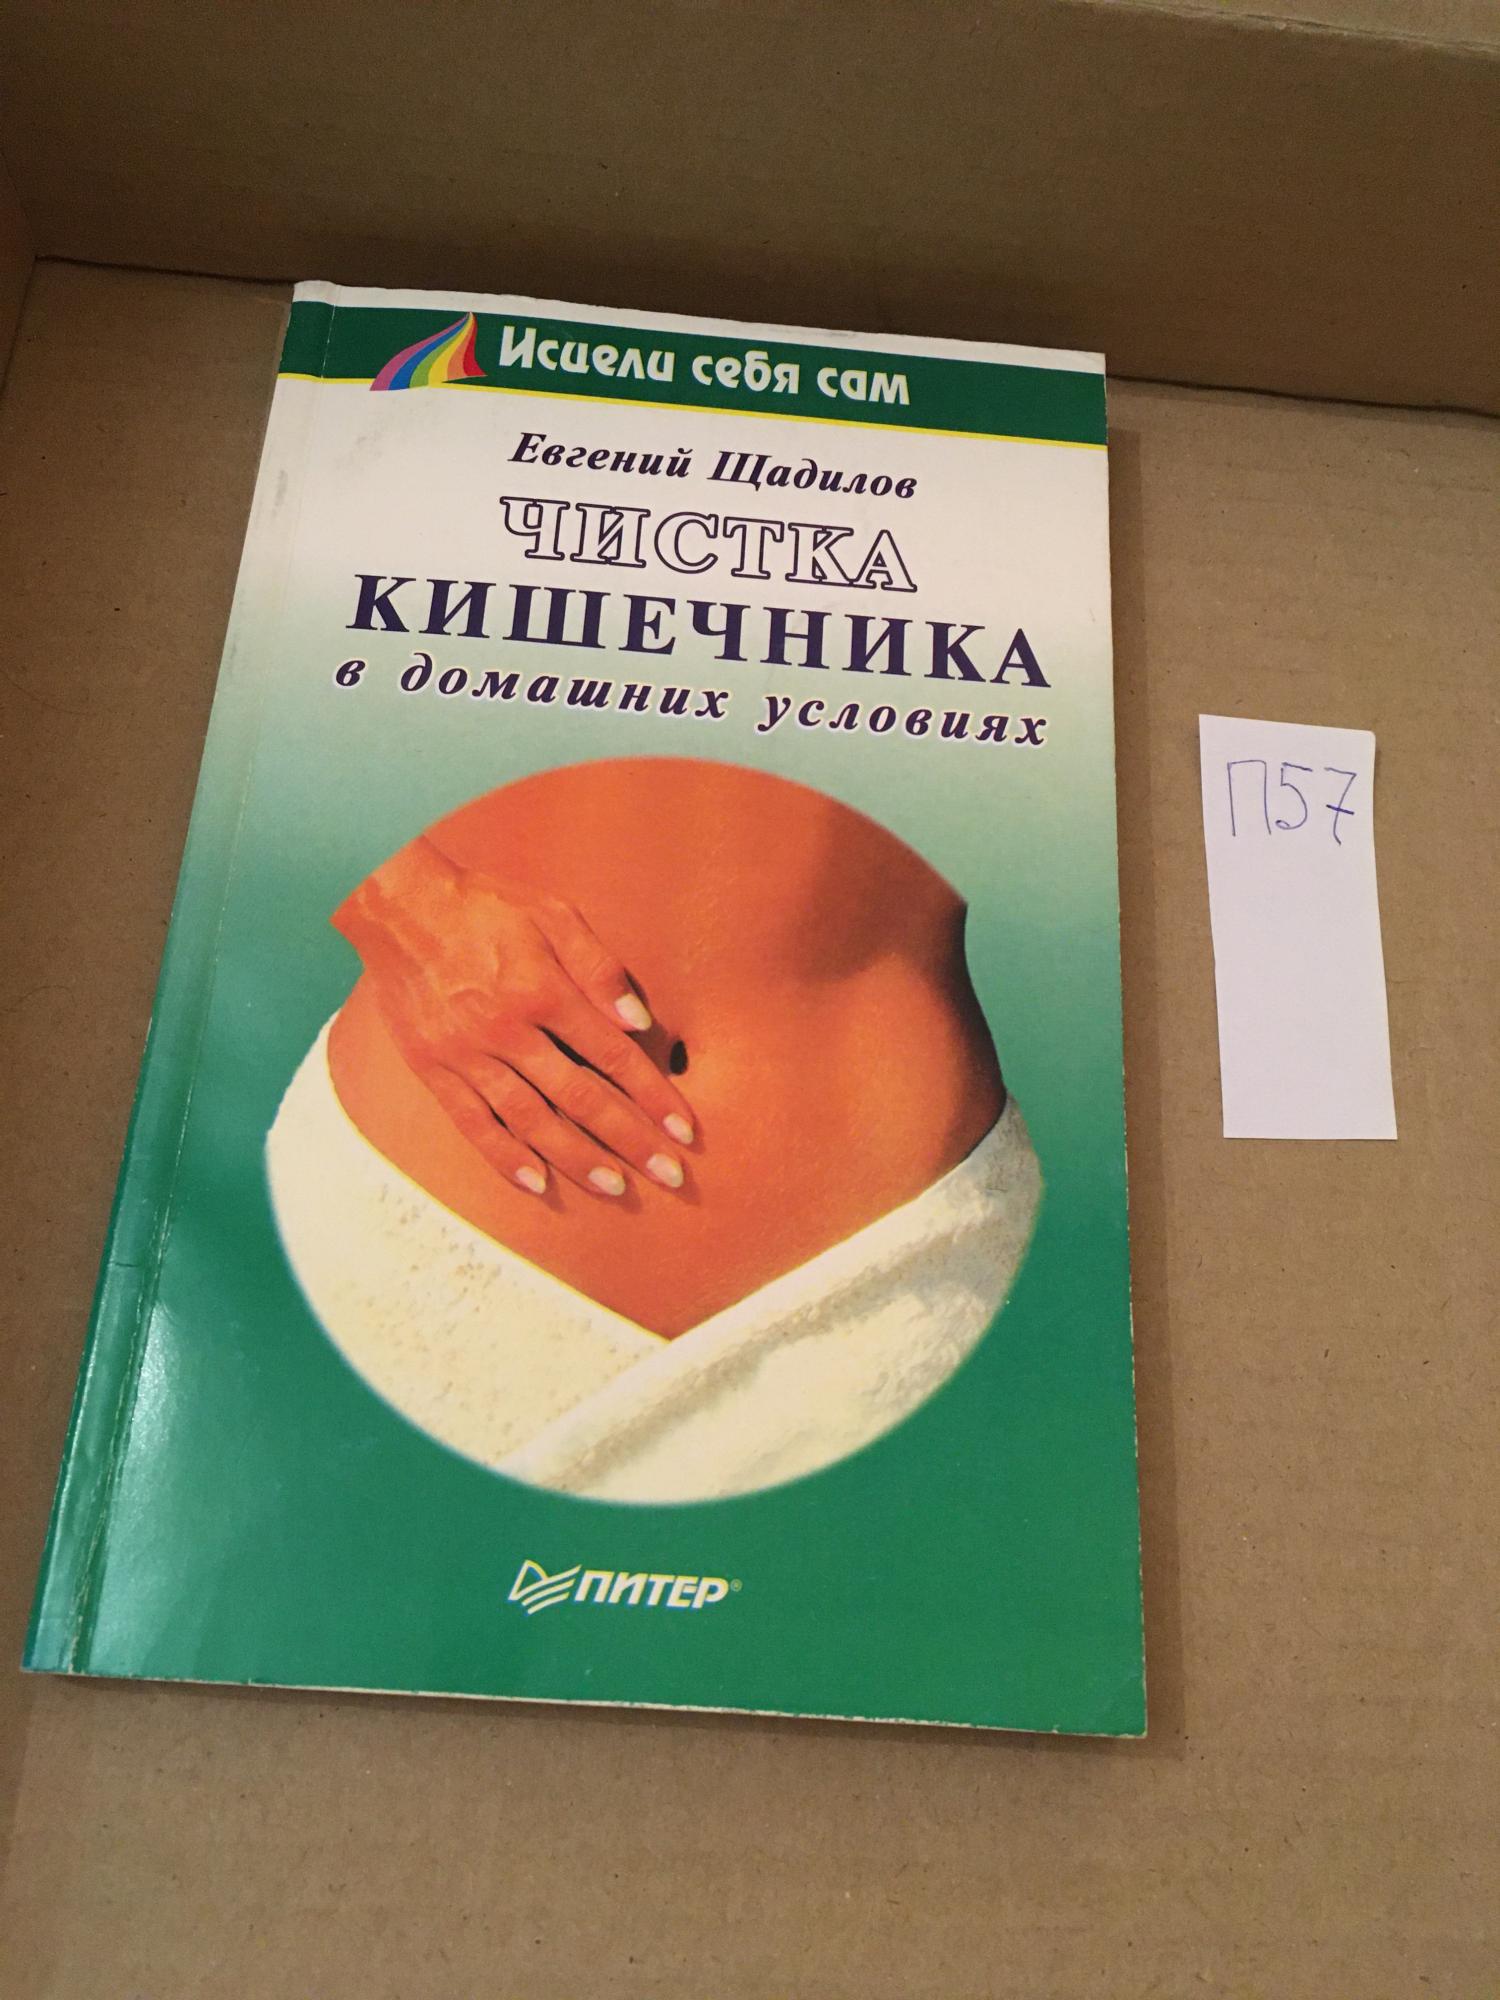 Исцели себя сам
Евгений Щадилов
ЧИСТКА
КИШЕЧНИКА
в домашних условиях
П57
ПИТЕР®